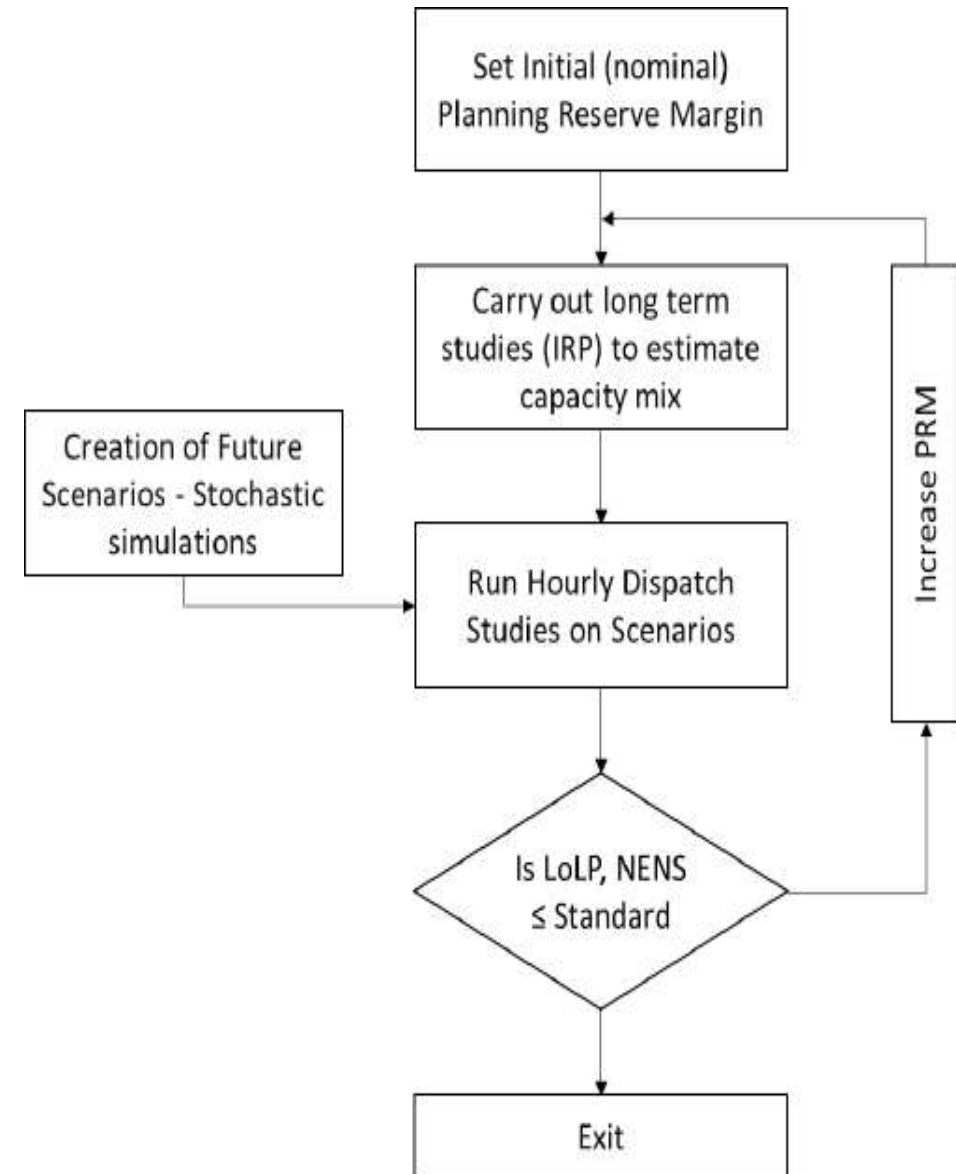 Set Initial (nominal)
Planning Reserve Margin
Carry out long term
studies (IRP) to estimate
capacity mix
Creation of Future
Scenarios - Stochastic
simulations
Run Hourly Dispatch
Studies on Scenarios
Increase PRM
Is LoLP, NENS
≤ Standard
Exit